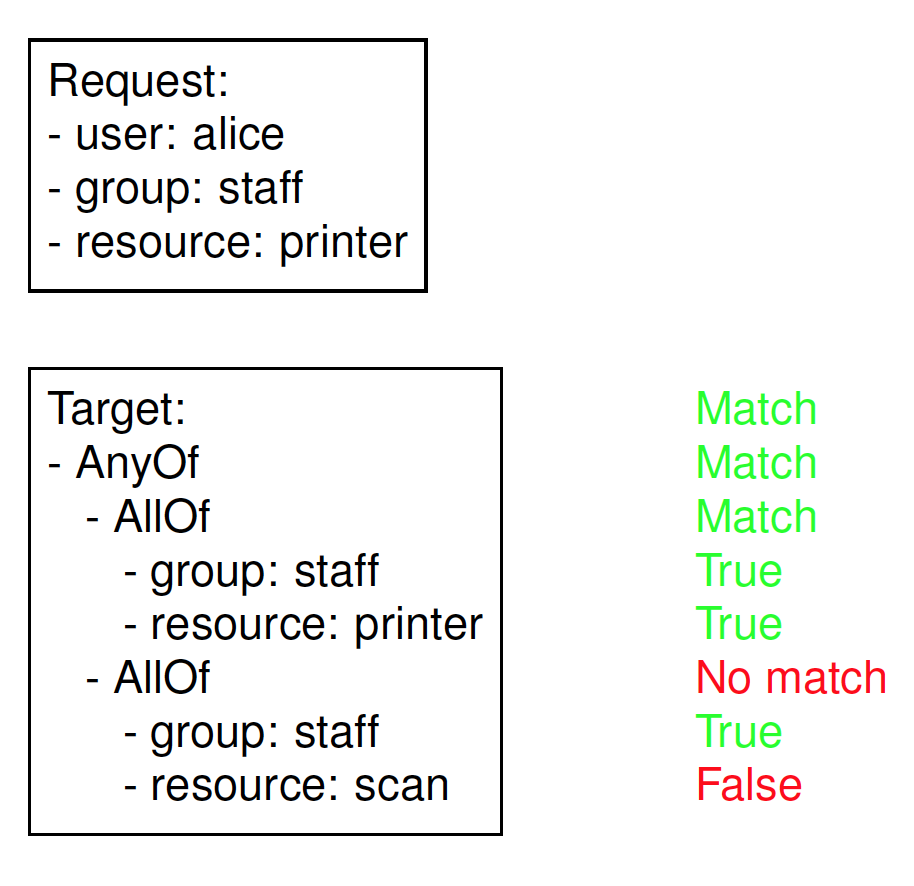 Request:
- user: alice
- group: staff
- resource: printer
Target: Match
- AnyOf Match
- AllOf Match
- group: staff True
- resource: printer True
- AllOf No match
- group: staff True
- resource: scan False